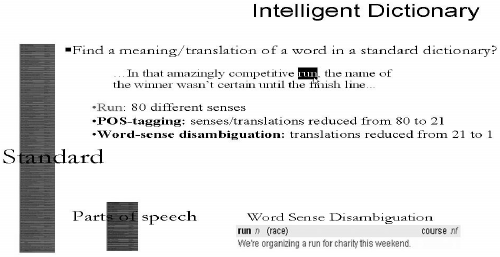 Intelligent Dictionary
▪Find a meaning/translation of a word in a standard dictionary?
…In that amazingly competitive run, the name of
the winner wasn't certain until the finish line...
•Run: 80 different senses
•POS-tagging: senses/translations reduced from 80 to 21
•Word-sense disambiguation: translations reduced from 21 to 1
Standard
Parts of speech
Word Sense Disambiguation
run n (race) course nf
We're organizing a run for charity this weekend.